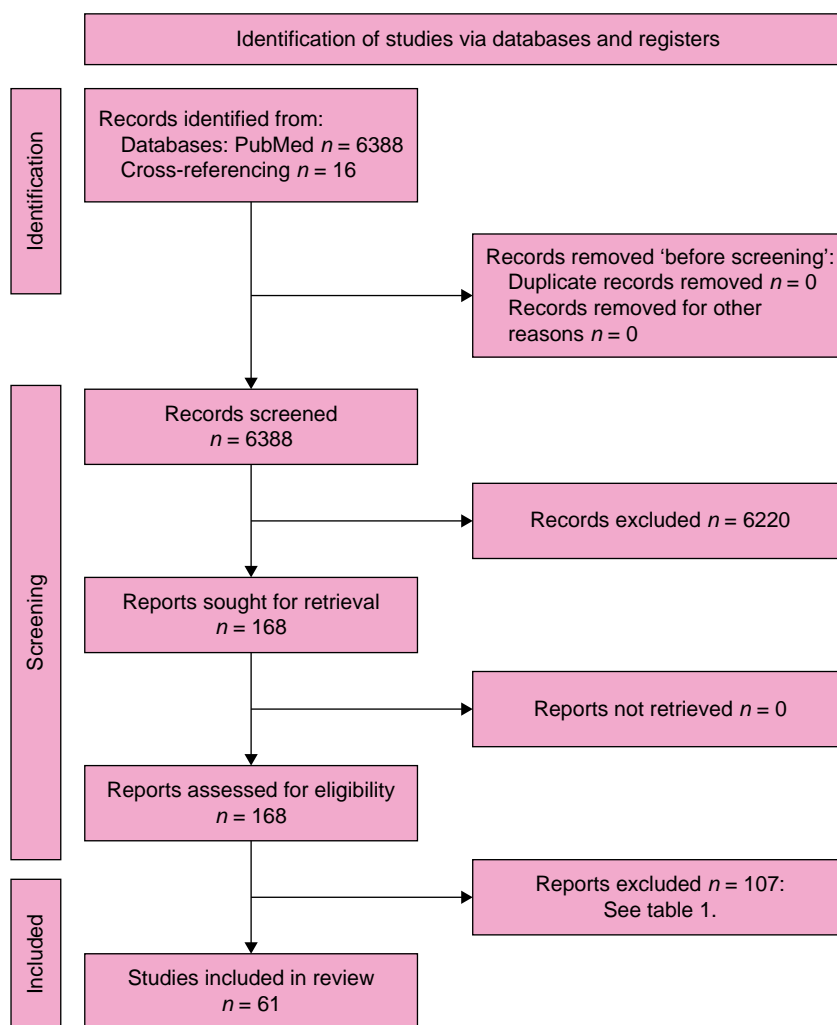 Identification of studies via databases and registers
Identification
Records identified from:
Databases: PubMed n = 6388
Cross-referencing n = 16
Records removed ‘before screening’:
Duplicate records removed n = 0
Records removed for other
reasons n = 0
Screening
Records screened
n = 6388
Records excluded n = 6220
Reports sought for retrieval
n = 168
Reports not retrieved n = 0
Reports assessed for eligibility
n = 168
Reports excluded n = 107:
See table 1.
Included
Studies included in review
n = 61